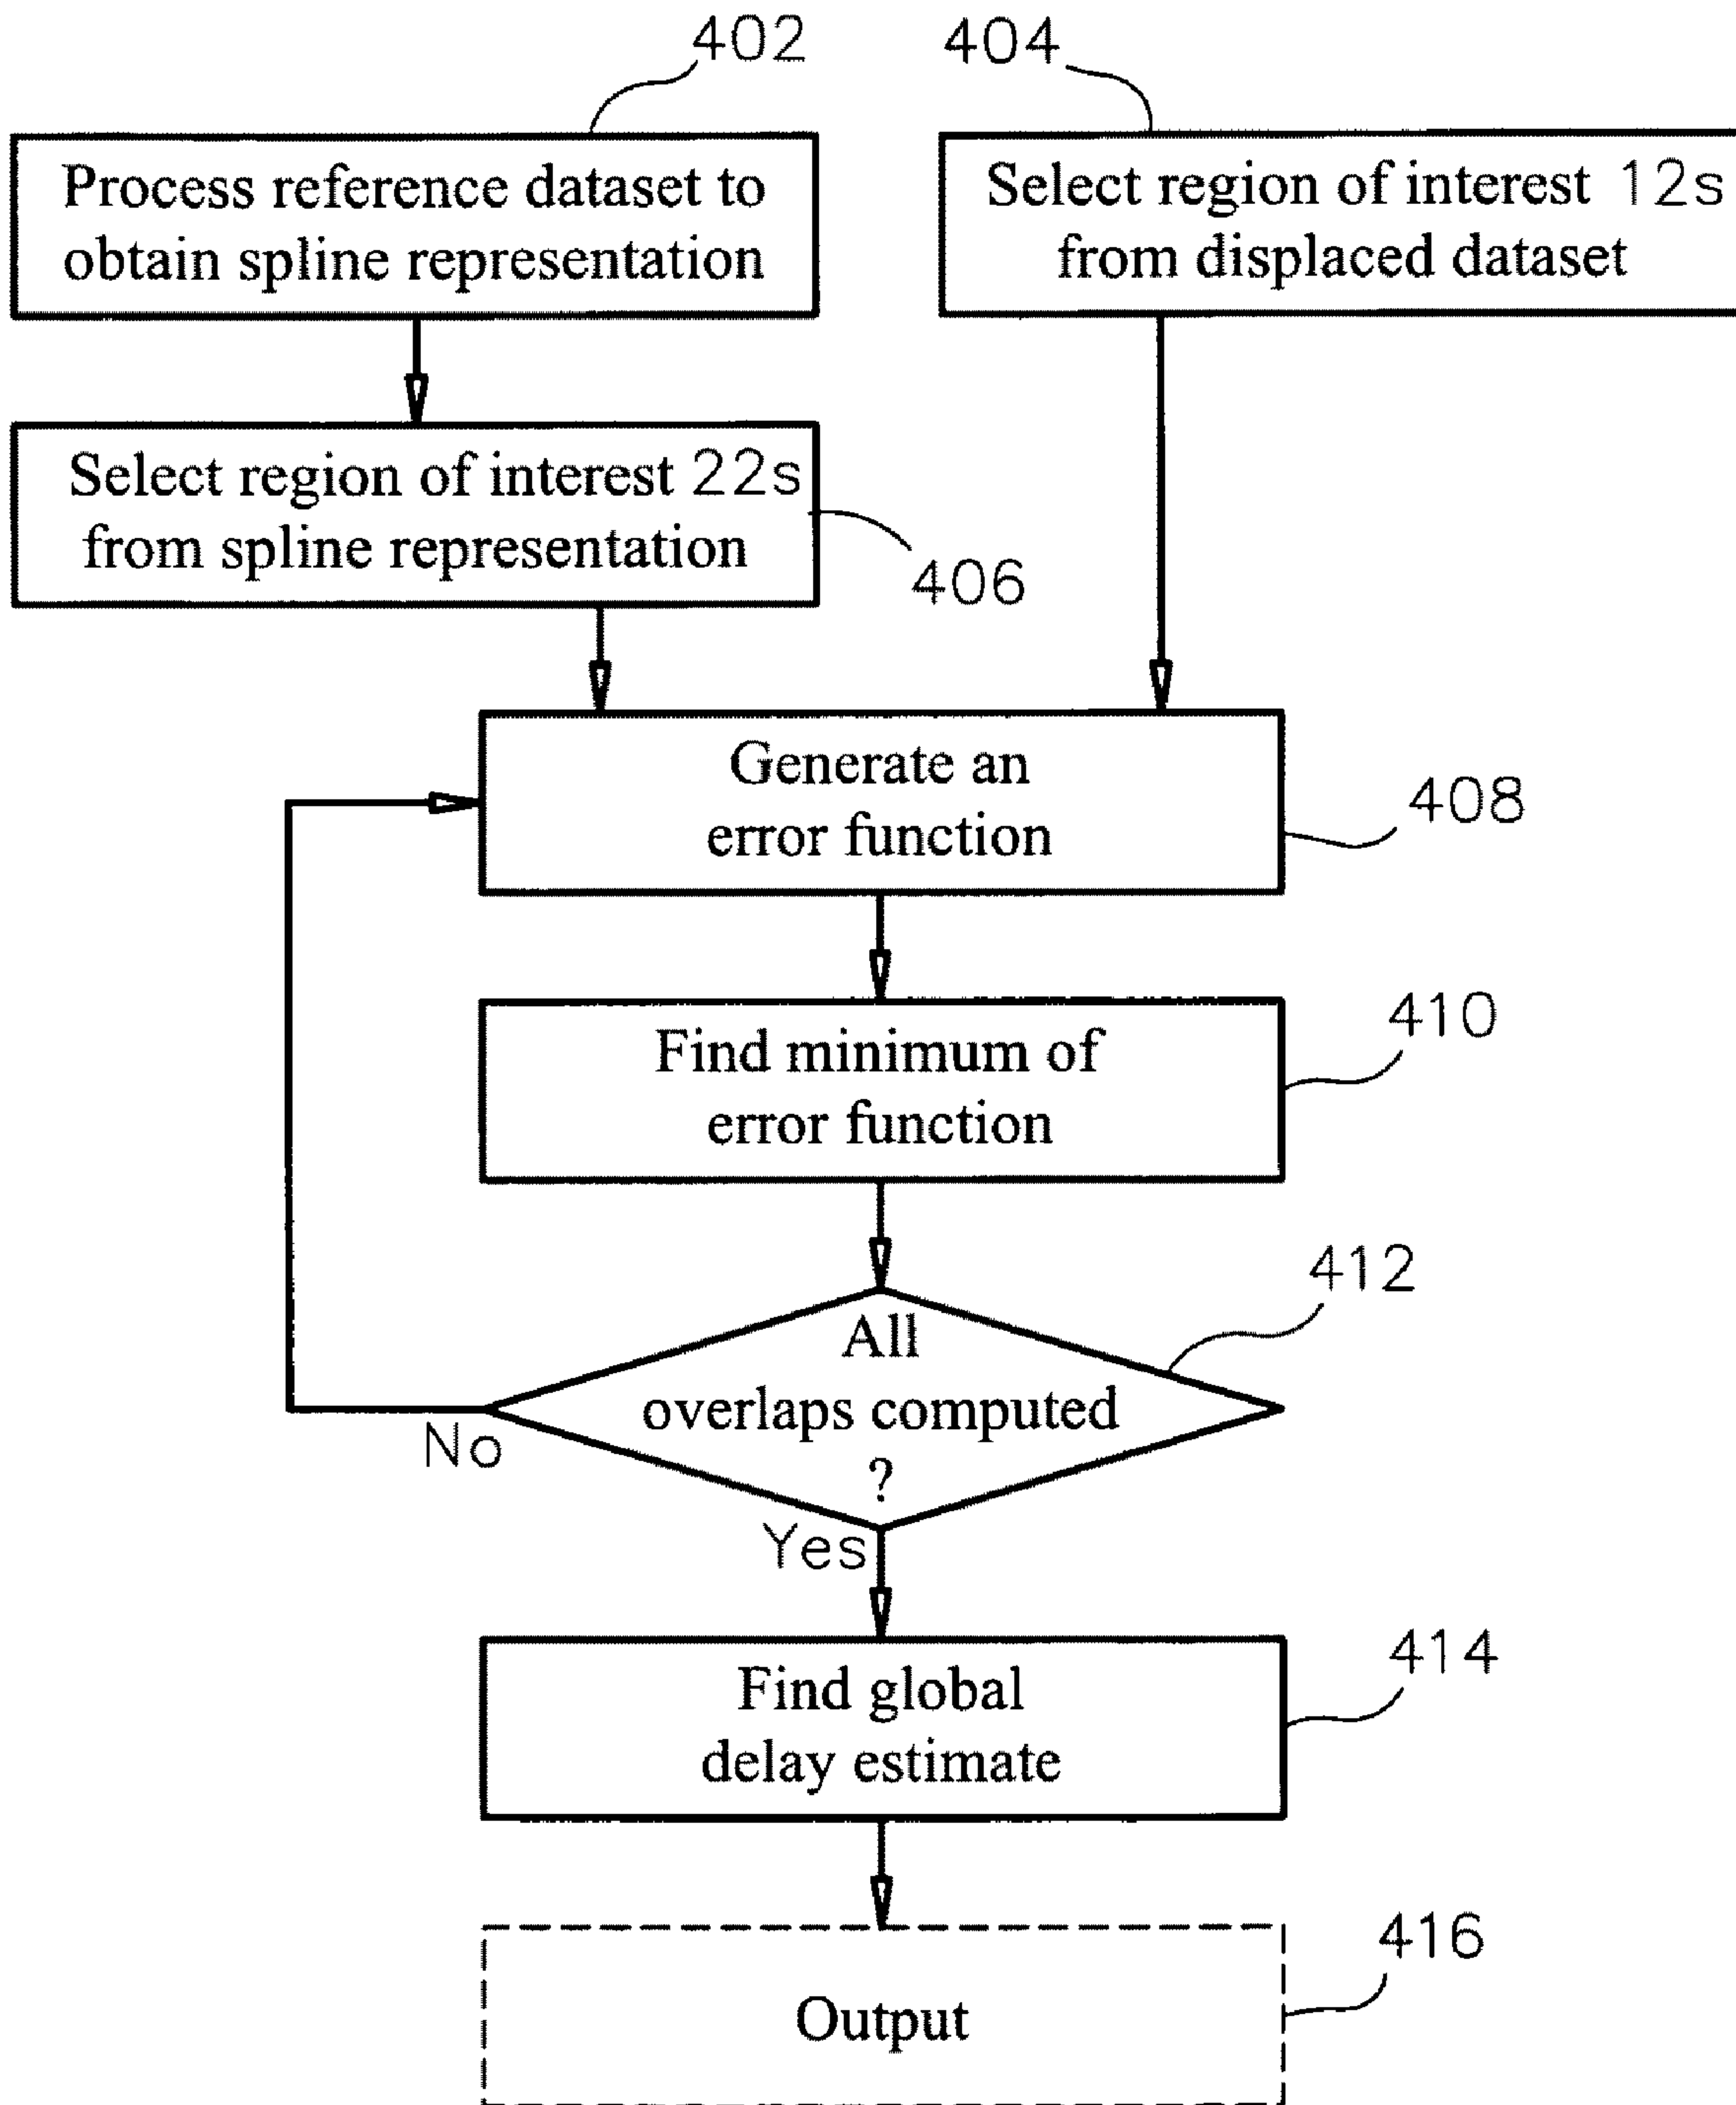 402
404
Process reference dataset to
obtain spline representation
Select region of interest 12s
from displaced dataset
Select region of interest 22s
from spline representation
406
Generate an
error function
408
Find minimum of
error function
410
412
All
overlaps computed
?
No
Yes
Find global
delay estimate
414
416
Output